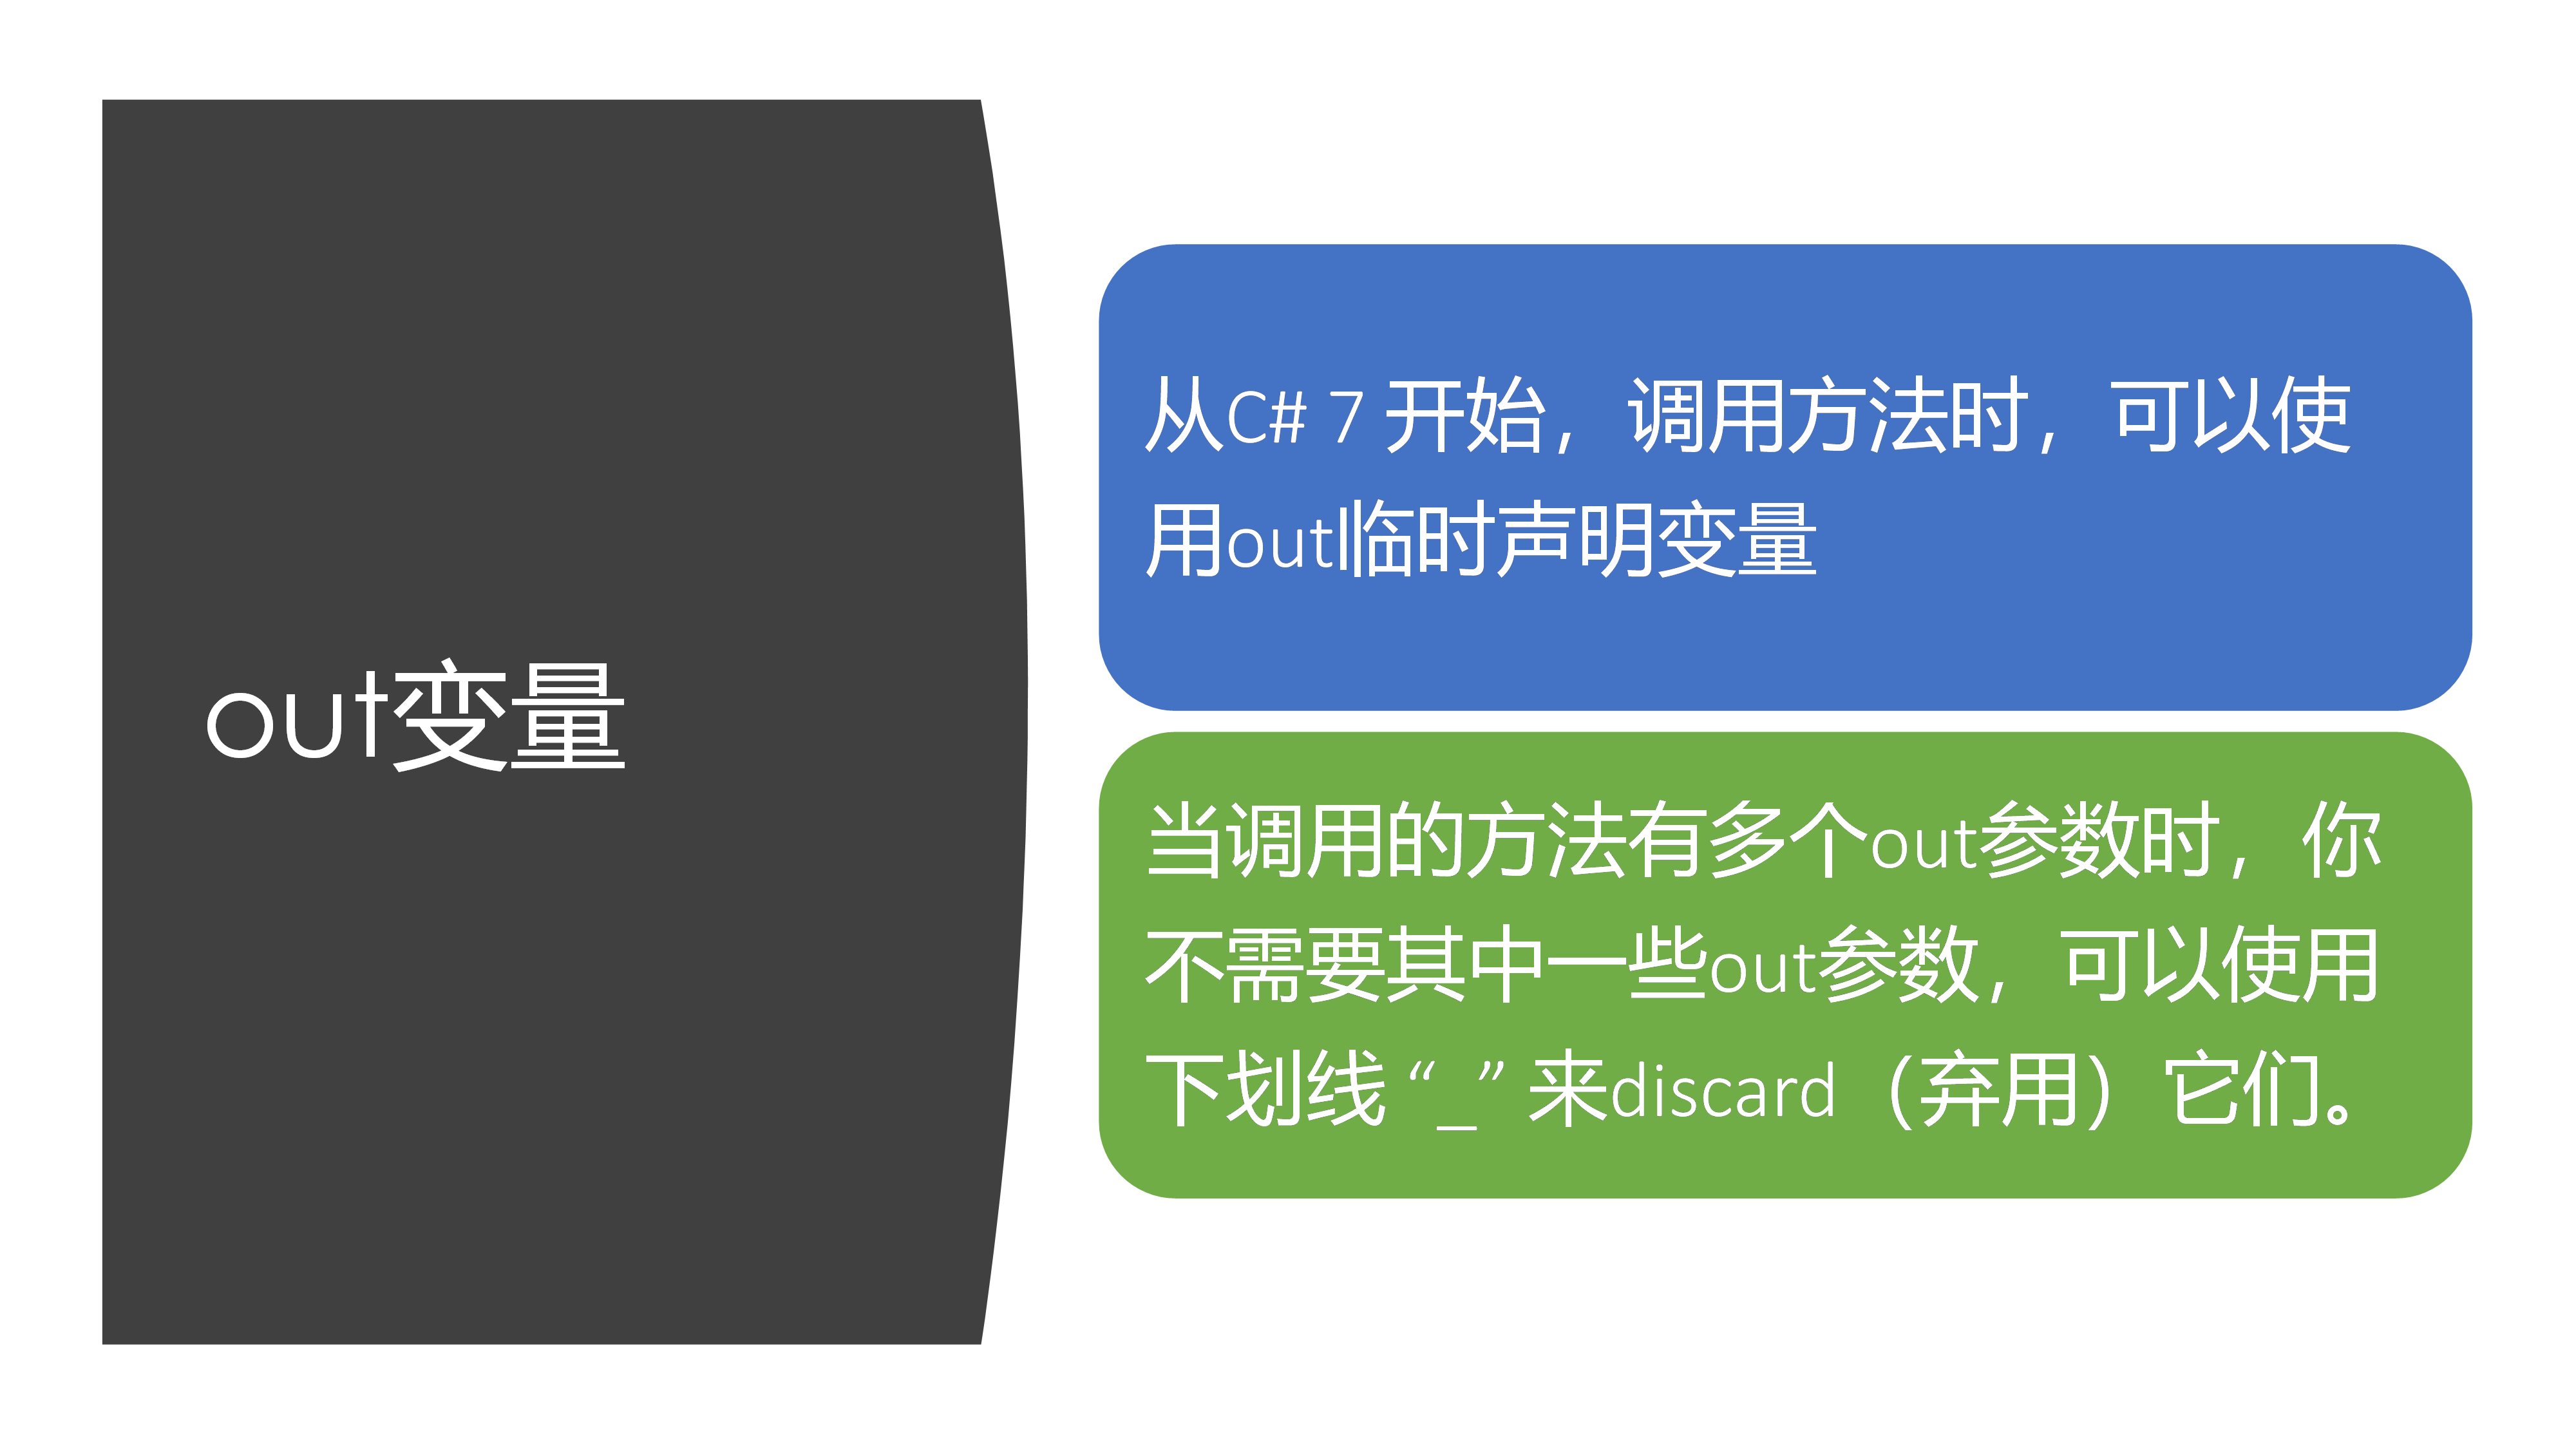 out变量
从C# 7 开始，调用方法时，可以使
用out临时声明变量
当调用的方法有多个out参数时，你
不需要其中一些out参数，可以使用
下划线 “_” 来discard（弃用）它们。